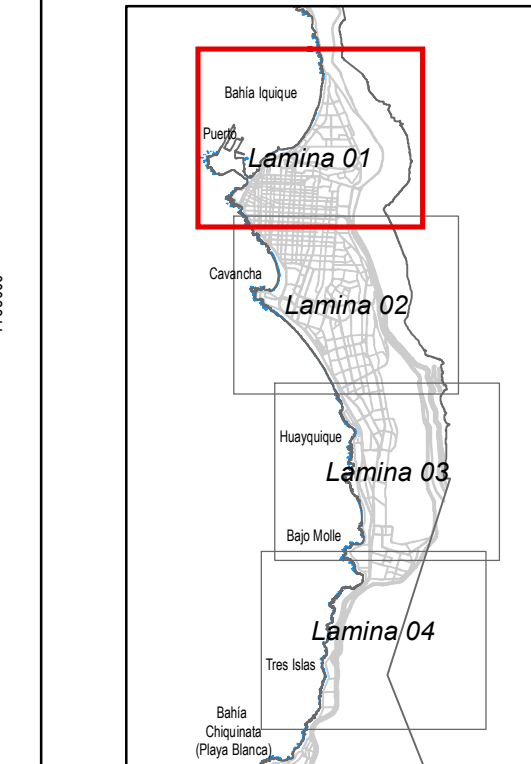 Bahía Iquique
Puerto
Lamina 01
Cavancha
Lamina 02
Huayquique
Lamina 03
Bajo Molle
Lamina 04
Tres Islas
Bahía
Chiquinata
(Playa Blanca)